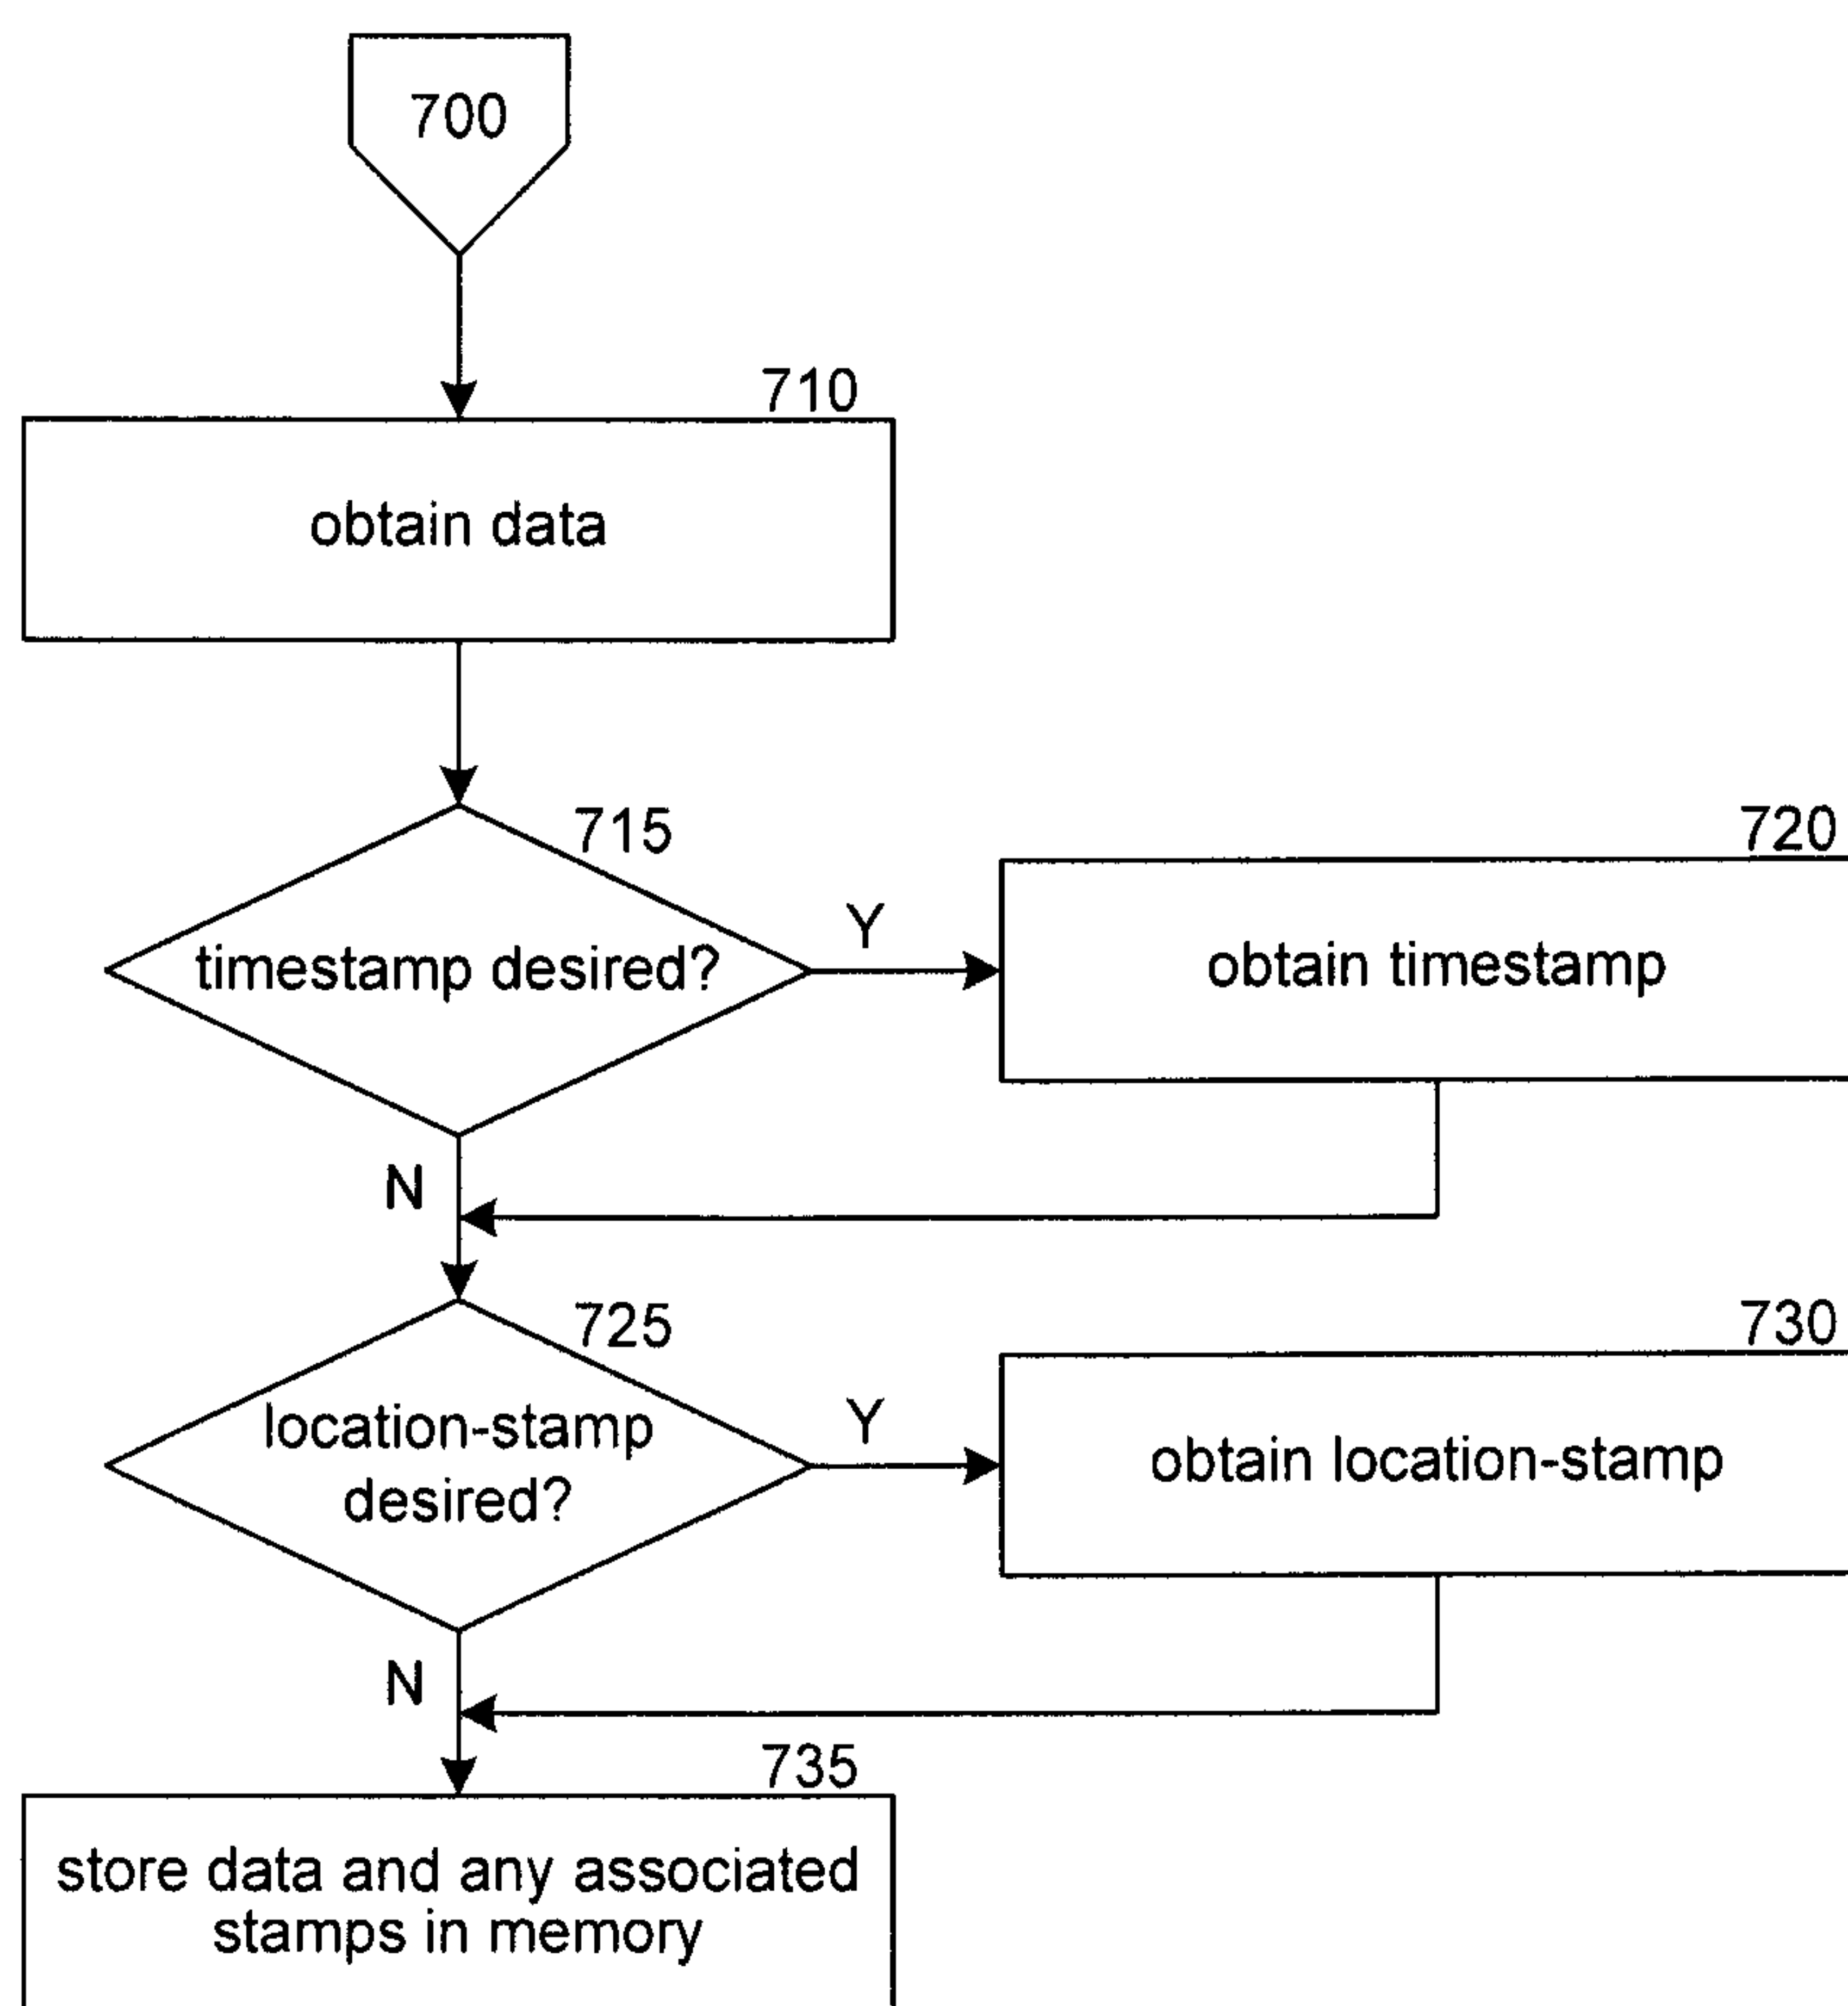 700
710
obtain data
715
timestamp desired?
Y
720
obtain timestamp
N
725
location-stamp
desired?
Y
730
obtain location-stamp
N
735
store data and any associated
stamps in memory